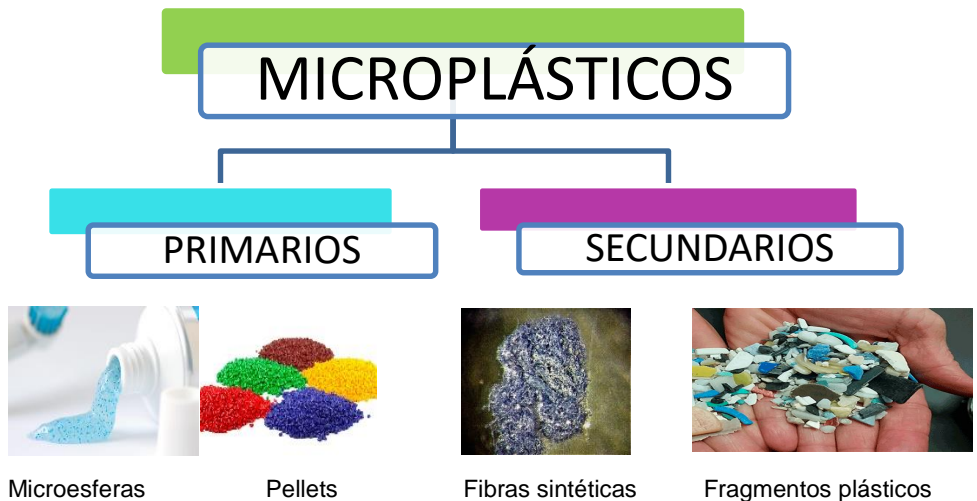 MICROPLÁSTICOS
PRIMARIOS
SECUNDARIOS
Microesferas
Pellets
Fibras sintéticas
Fragmentos plásticos